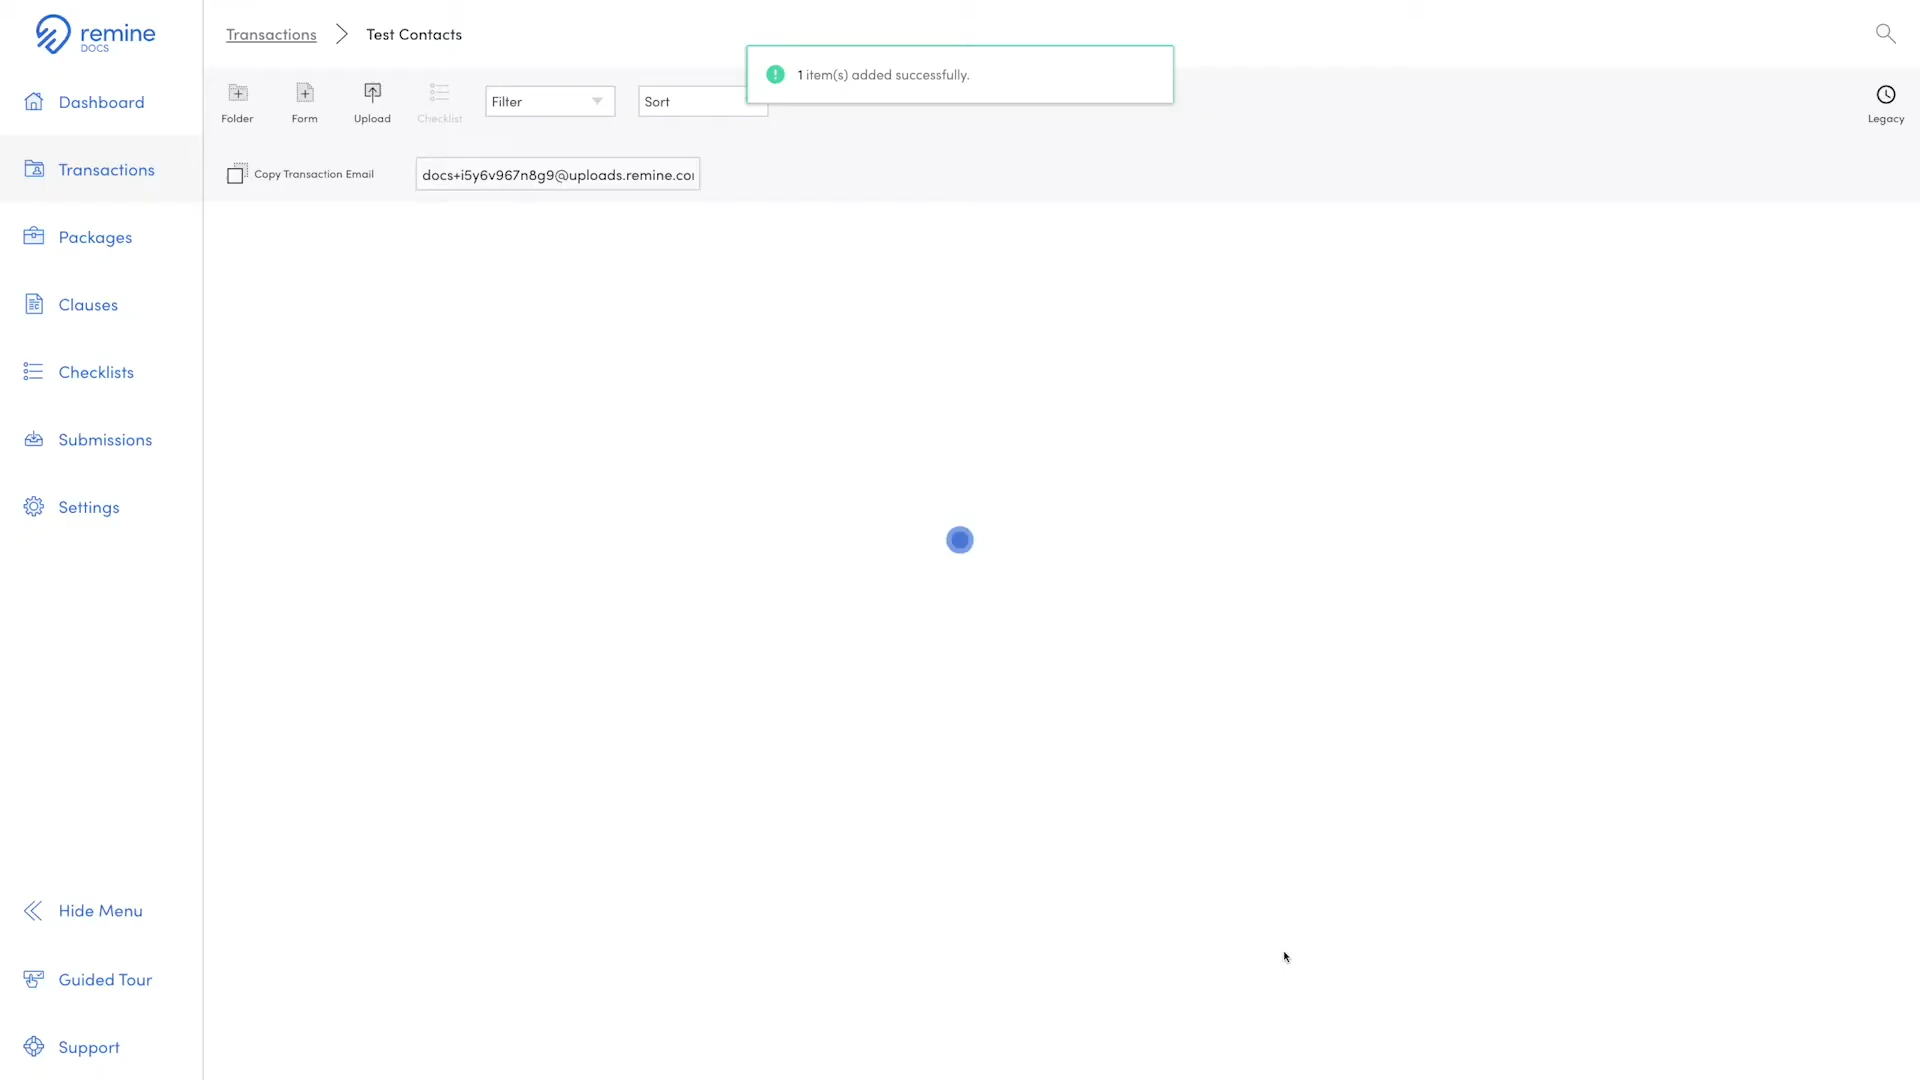 remine
DOCS
Transactions
Test Contacts
1 item(s) added successfully.
Folder
Form
Upload
Checklist
Filter
Sort
Legacy
Copy Transaction Email
docs+i5y6v967n8g9@uploads.remine.co
Dashboard
Transactions
Packages
Clauses
Checklists
Submissions
Settings
Hide Menu
Guided Tour
Support